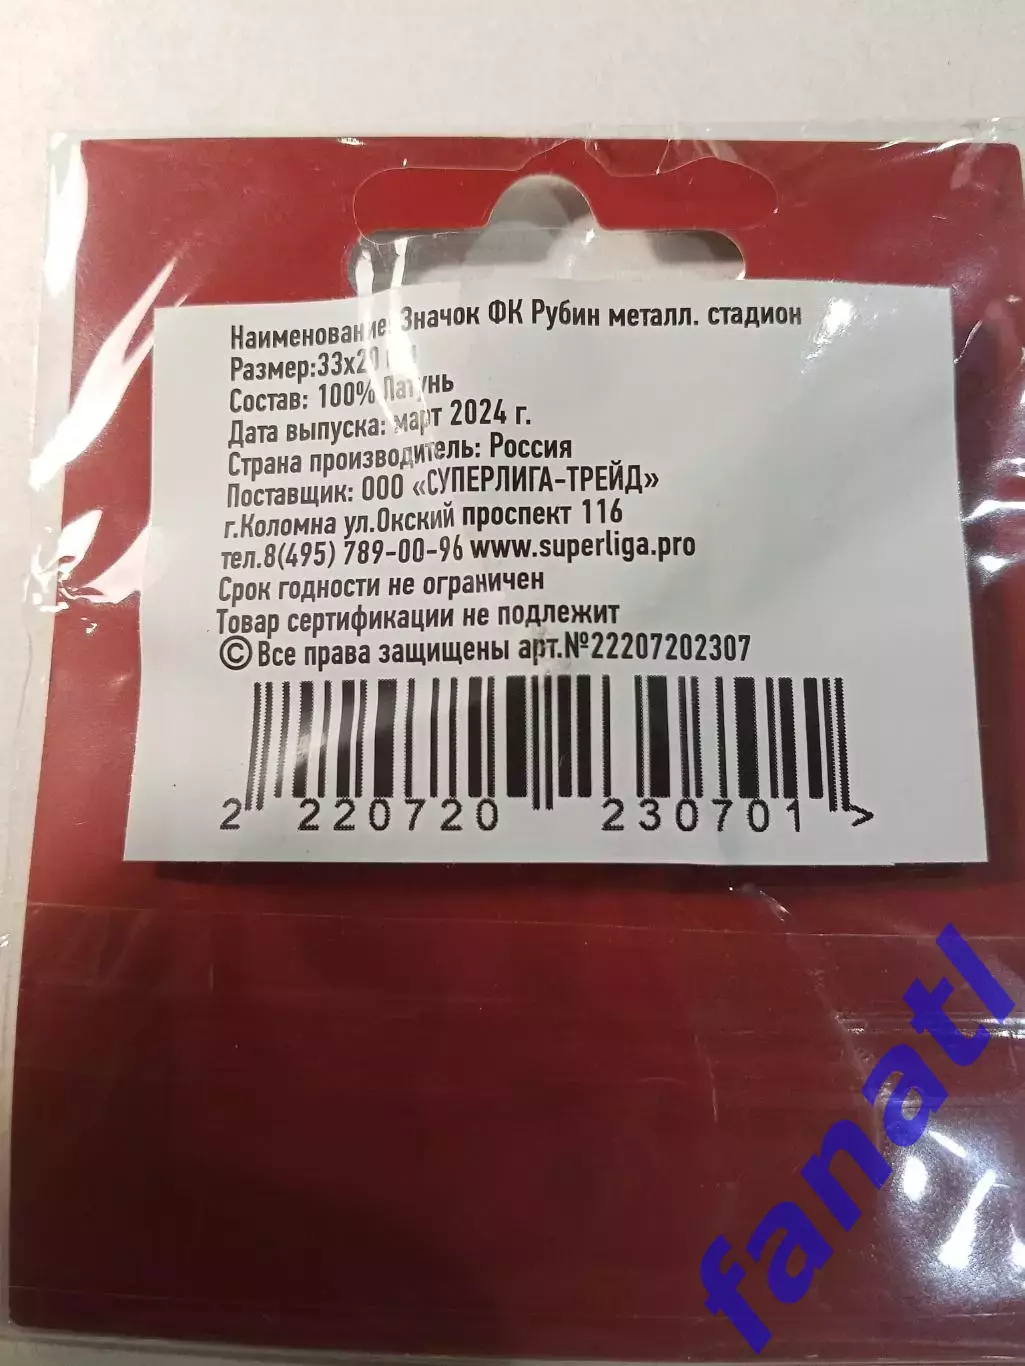 Наименование: Значок ФК Рубин металл. стадион
Размер:33х20
Состав: 100% Латунь
Дата выпуска: март 2024 г.
Страна производитель: Россия
Поставщик: ООО «СУПЕРЛИГА-ТРЕЙД»
г.Коломна ул.Окский проспект 116
тел.8(495) 789-00-96 www.superliga.pro
Срок годности не ограничен
Товар сертификации не подлежит
© Все права защищены арт.№22207202307
2 220720 230701 >
fanatl